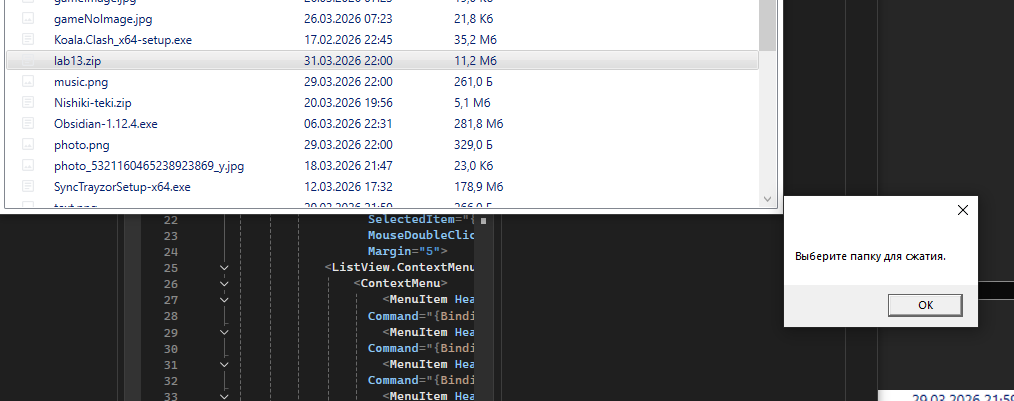 gameNoImage.jpg 26.03.2026 07:23 21,8 Кб
Koala.Clash_x64-setup.exe 17.02.2026 22:45 35,2 Мб
lab13.zip 31.03.2026 22:00 11,2 Мб
music.png 29.03.2026 22:00 261,0 Б
Nishiki-teki.zip 20.03.2026 19:56 5,1 Мб
Obsidian-1.12.4.exe 06.03.2026 22:31 281,8 Мб
photo.png 29.03.2026 22:00 329,0 Б
photo_5321160465238923869_y.jpg 18.03.2026 21:47 23,0 Кб
SyncTrayzorSetup-x64.exe 12.03.2026 17:32 178,9 Мб
22 SelectedItem="{
23 MouseDoubleClic
24 Margin="5">
25 <ListView.ContextMenu
26 <ContextMenu>
27 <MenuItem Hea
28 Command="{Bindi
29 <MenuItem Hea
30 Command="{Bindi
31 <MenuItem Hea
32 Command="{Bindi
33 <MenuItem Hea
Выберите папку для сжатия.
OK
29.03.2026 21:59